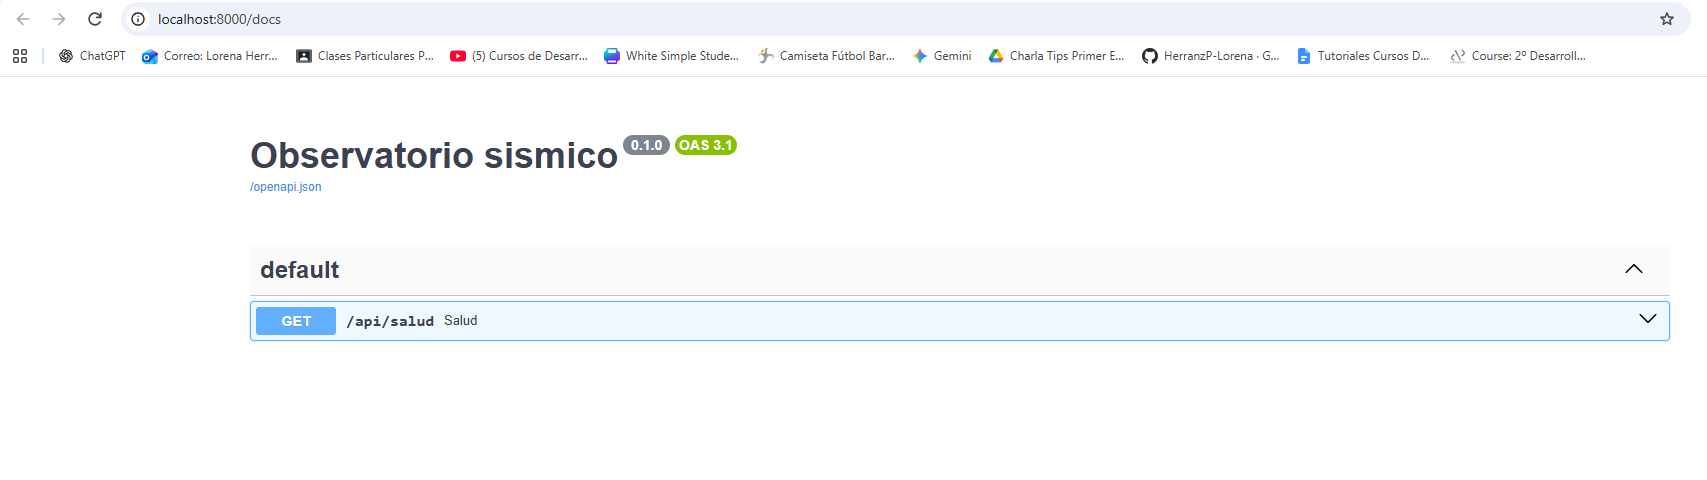 localhost:8000/docs
ChatGPT Correo: Lorena Herr... Clases Particulares P... (5) Cursos de Desarr... White Simple Stude... Camiseta Fútbol Bar... Gemini Charla Tips Primer E... HerranzP-Lorena · G... Tutoriales Cursos D... Course: 2º Desarroll...
Observatorio sismico 0.1.0 OAS 3.1
/openapi.json
default
GET /api/salud Salud